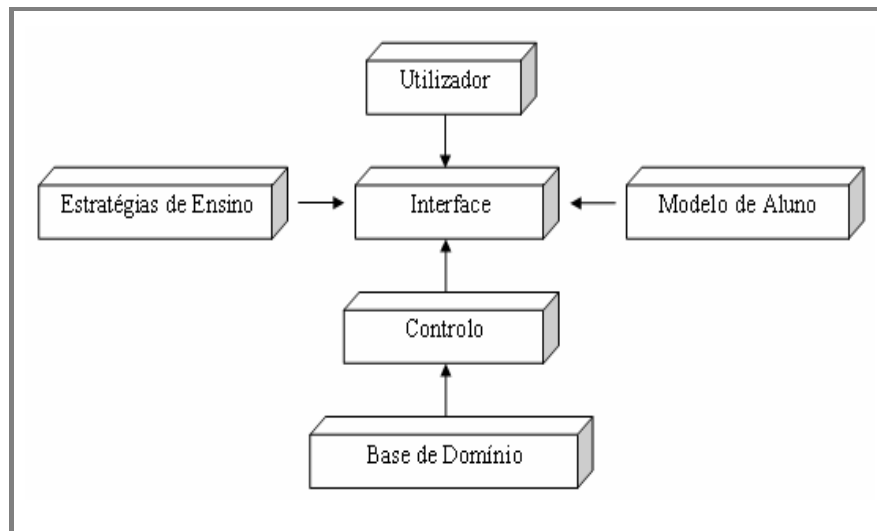 Utilizador
Estratégias de Ensino
Interface
Modelo de Aluno
Controlo
Base de Domínio